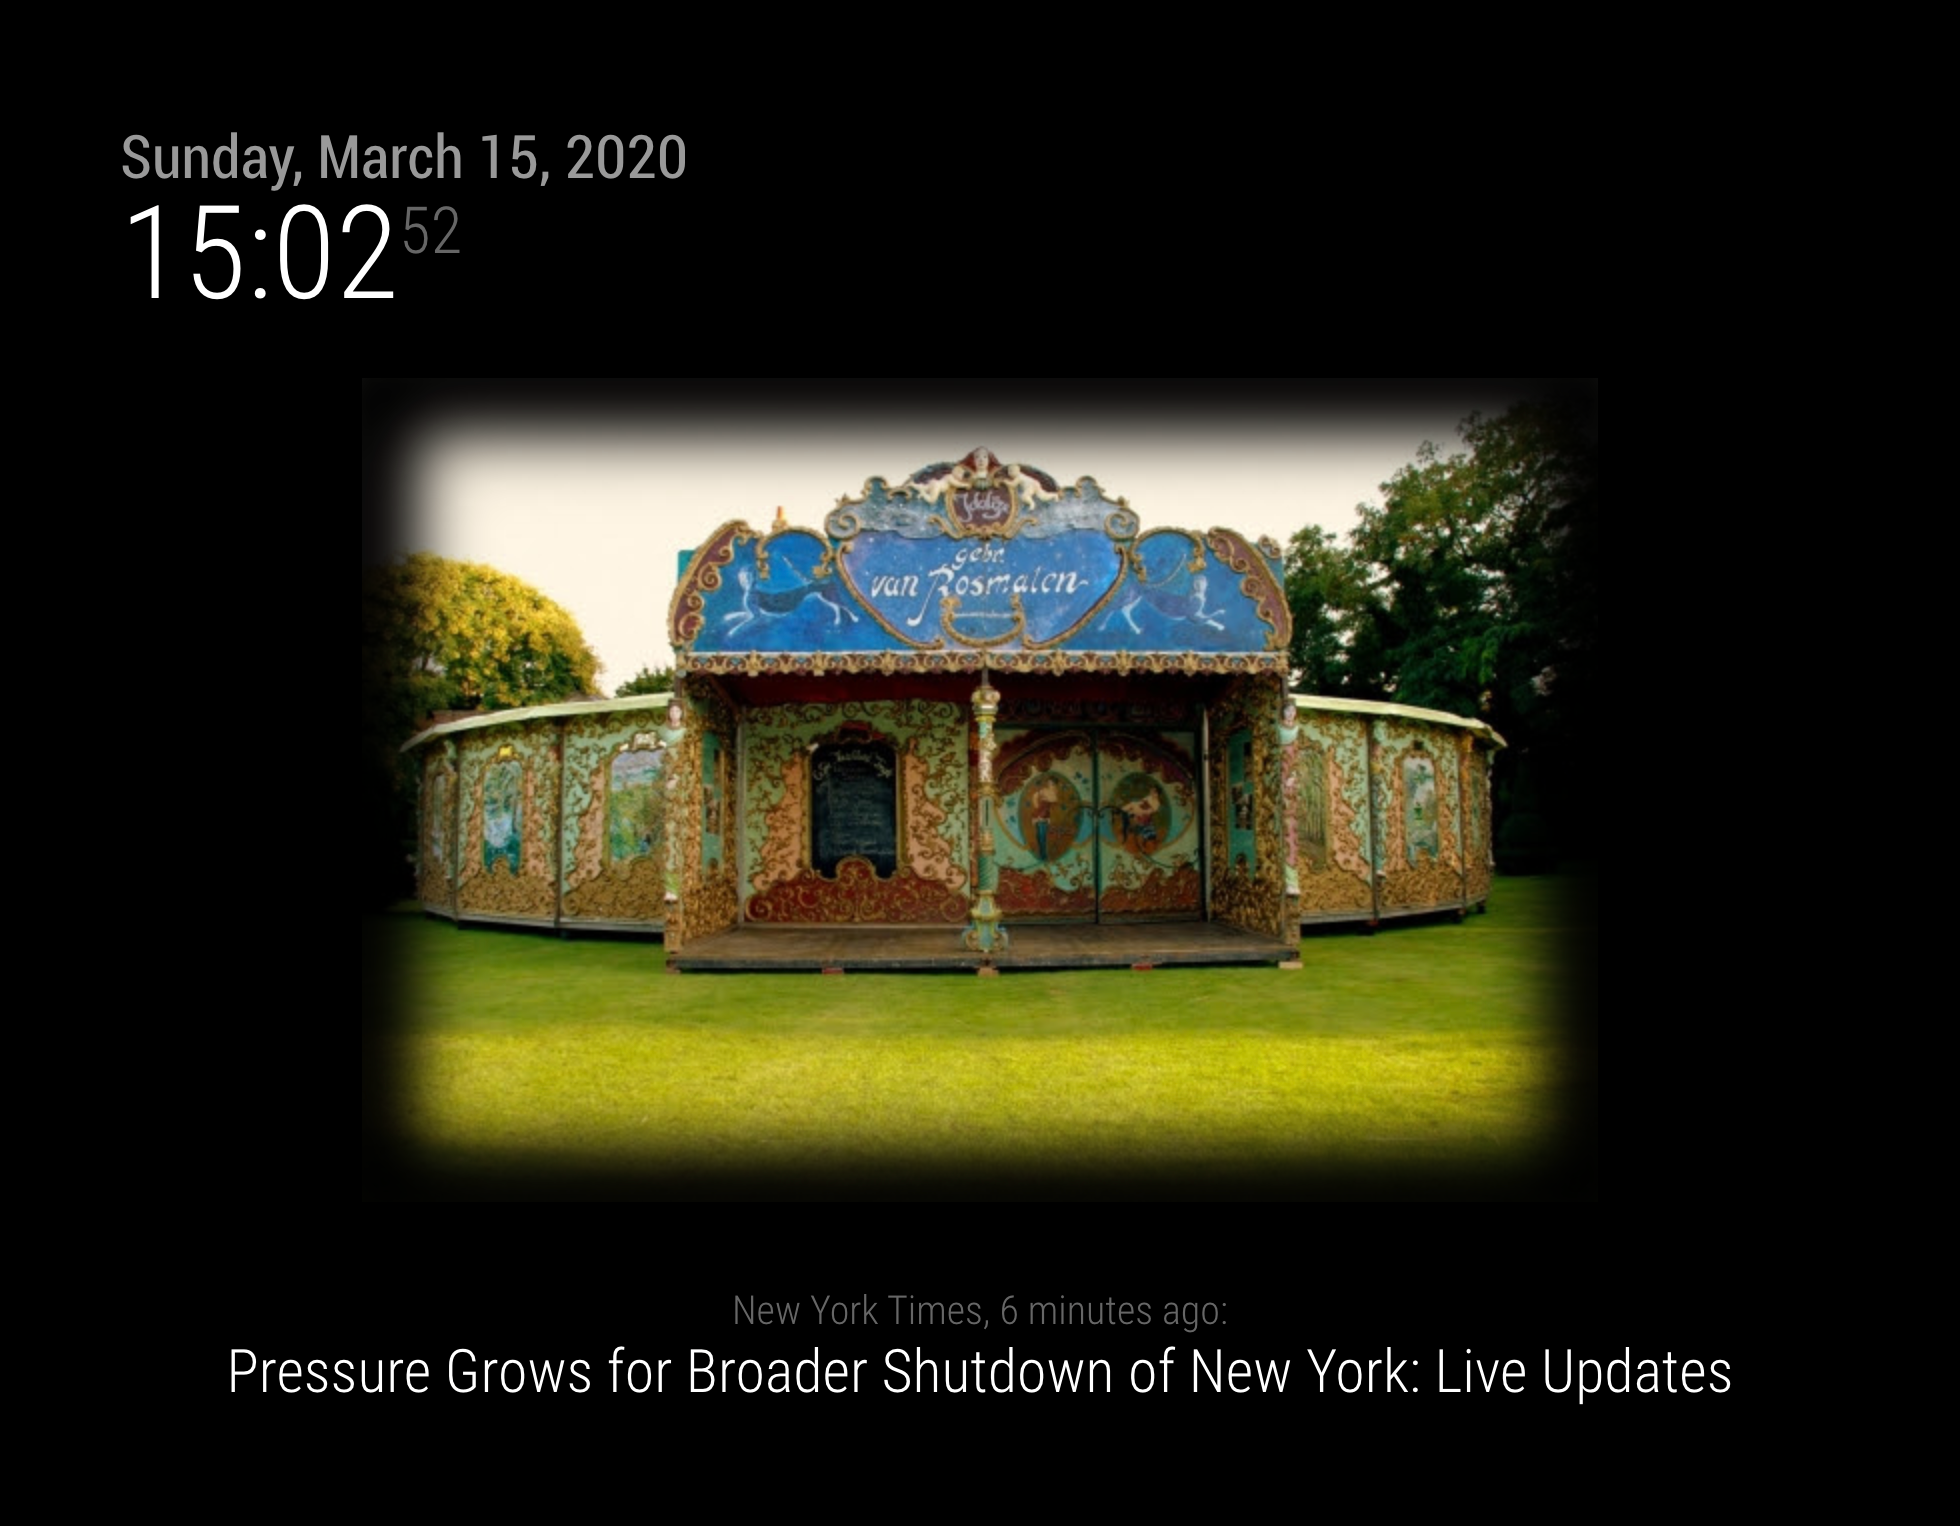 Sunday, March 15, 2020
15:02 52
gebr.
van Rosmalen
New York Times, 6 minutes ago:
Pressure Grows for Broader Shutdown of New York: Live Updates